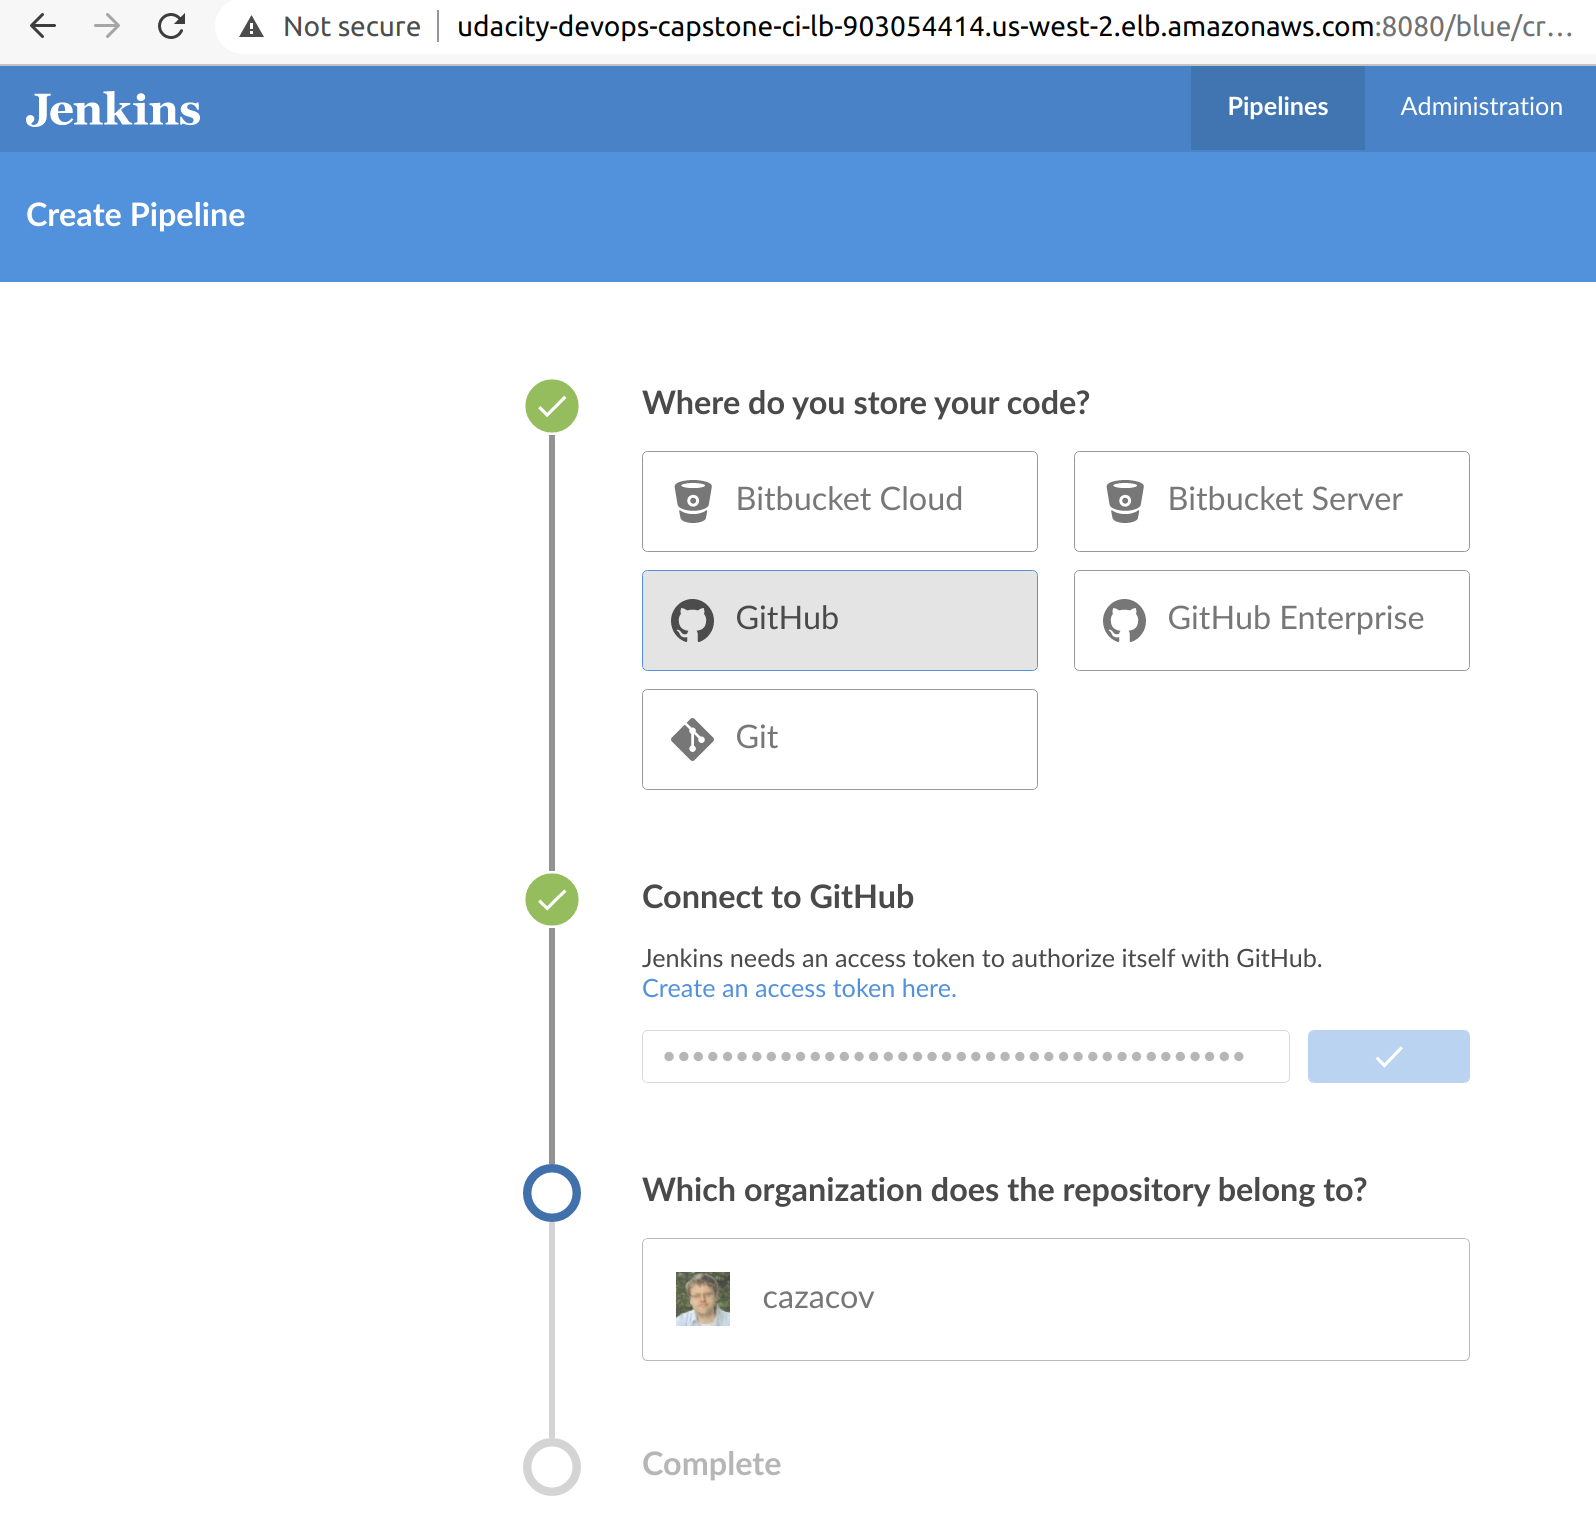 Not secure udacity-devops-capstone-ci-lb-903054414.us-west-2.elb.amazonaws.com:8080/blue/cr...
Jenkins Pipelines Administration
Create Pipeline
Where do you store your code?
Bitbucket Cloud Bitbucket Server
GitHub GitHub Enterprise
Git
Connect to GitHub
Jenkins needs an access token to authorize itself with GitHub.
Create an access token here.
Which organization does the repository belong to?
cazacov
Complete